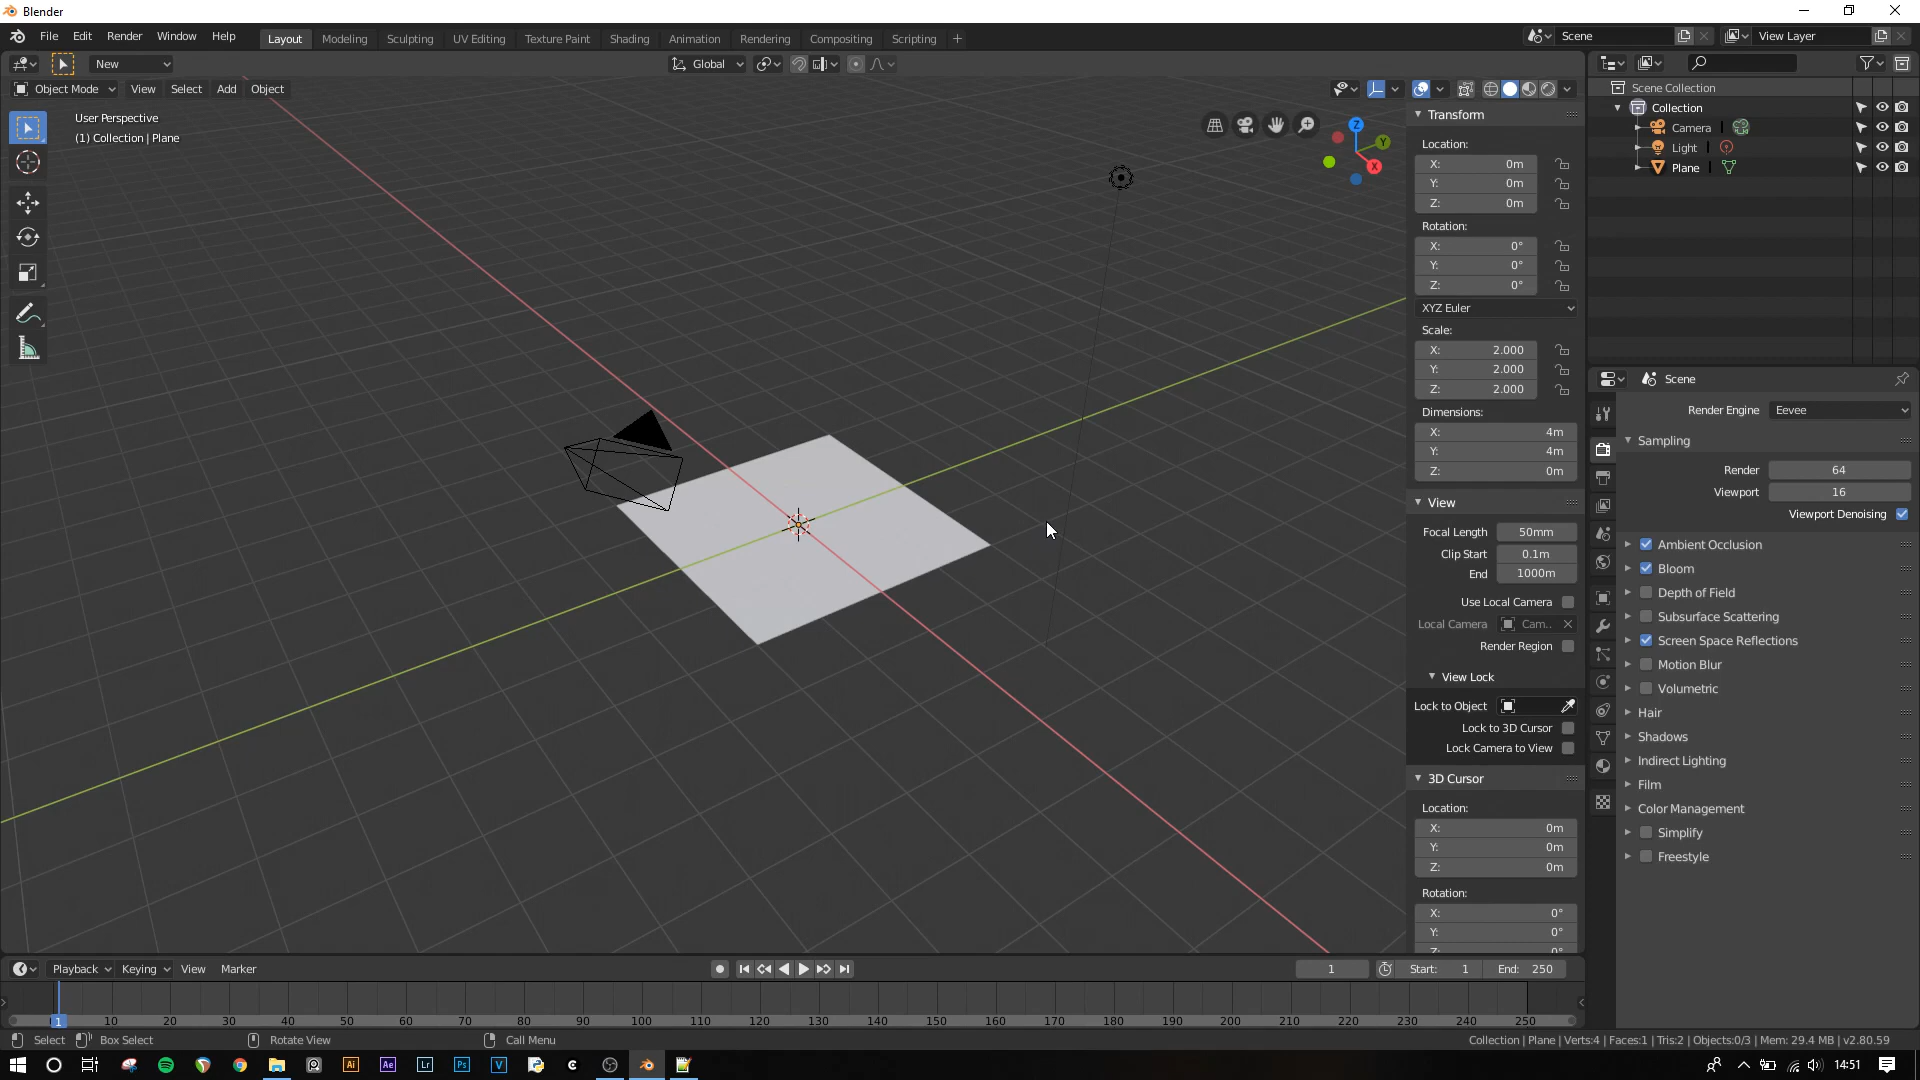 Blender
File Edit Render Window Help Layout Modeling Sculpting UV Editing Texture Paint Shading Animation Rendering Compositing Scripting + Scene View Layer
New Global
Object Mode View Select Add Object
User Perspective
(1) Collection | Plane
Z
Y
X
Transform
Location:
X: 0m
Y: 0m
Z: 0m
Rotation:
X: 0°
Y: 0°
Z: 0°
XYZ Euler
Scale:
X: 2.000
Y: 2.000
Z: 2.000
Dimensions:
X: 4m
Y: 4m
Z: 0m
View
Focal Length 50mm
Clip Start 0.1m
End 1000m
Use Local Camera
Local Camera Cam..
Render Region
View Lock
Lock to Object
Lock to 3D Cursor
Lock Camera to View
3D Cursor
Location:
X: 0m
Y: 0m
Z: 0m
Rotation:
X: 0°
Y: 0°
Z: 0°
Scene Collection
Collection
Camera
Light
Plane
Scene
Render Engine Eevee
Sampling
Render 64
Viewport 16
Viewport Denoising
Ambient Occlusion
Bloom
Depth of Field
Subsurface Scattering
Screen Space Reflections
Motion Blur
Volumetric
Hair
Shadows
Indirect Lighting
Film
Color Management
Simplify
Freestyle
Playback Keying View Marker 1 Start: 1 End: 250
1 10 20 30 40 50 60 70 80 90 100 110 120 130 140 150 160 170 180 190 200 210 220 230 240 250
Select Box Select Rotate View Call Menu Collection | Plane | Verts:4 | Faces:1 | Tris:2 | Objects:0/3 | Mem: 29.4 MB | v2.80.59
Ai Ae Lr Ps V C 14:51